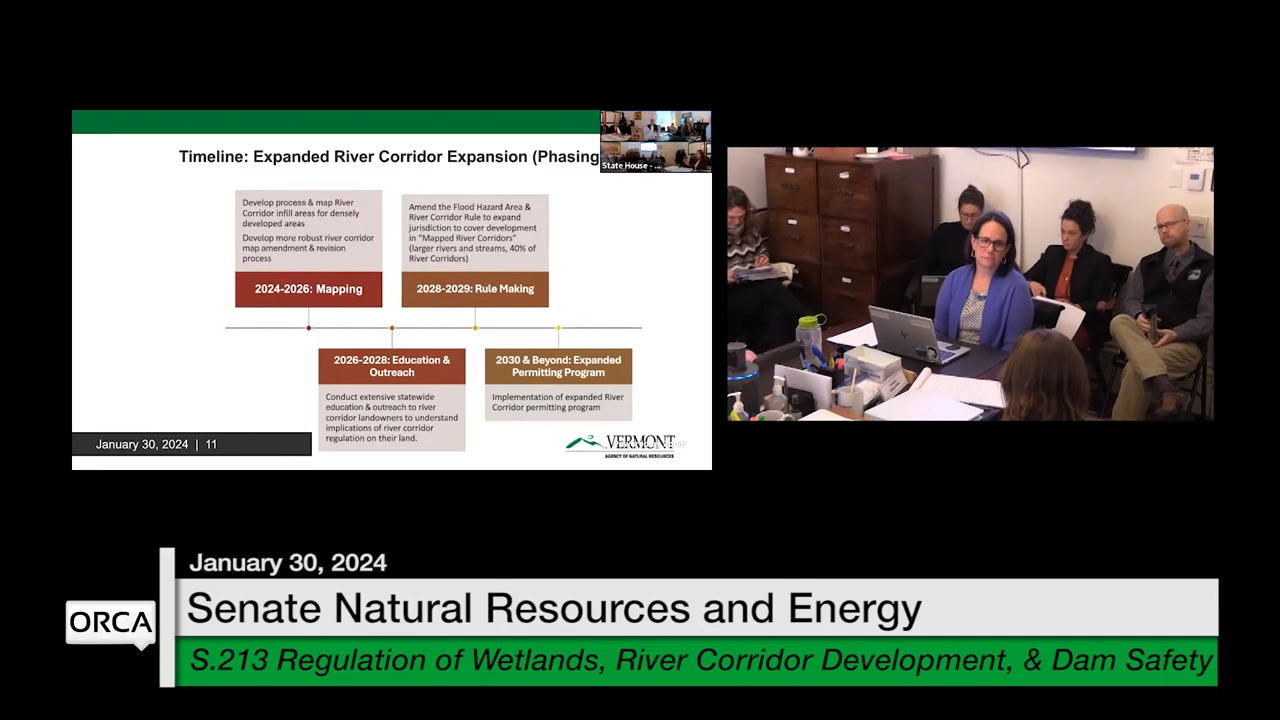 Timeline: Expanded River Corridor Expansion (Phasing
State House - ...
Develop process & map River
Corridor infill areas for densely
developed areas
Develop more robust river corridor
map amendment & revision
process
2024-2026: Mapping
Amend the Flood Hazard Area &
River Corridor Rule to expand
jurisdiction to cover development
in "Mapped River Corridors"
(larger rivers and streams, 40% of
River Corridors)
2028-2029: Rule Making
2026-2028: Education &
Outreach
Conduct extensive statewide
education & outreach to river
corridor landowners to understand
implications of river corridor
regulation on their land.
2030 & Beyond: Expanded
Permitting Program
Implementation of expanded River
Corridor permitting program
January 30, 2024 | 11
VERMONT
AGENCY OF NATURAL RESOURCES
January 30, 2024
ORCA
Senate Natural Resources and Energy
S.213 Regulation of Wetlands, River Corridor Development, & Dam Safety